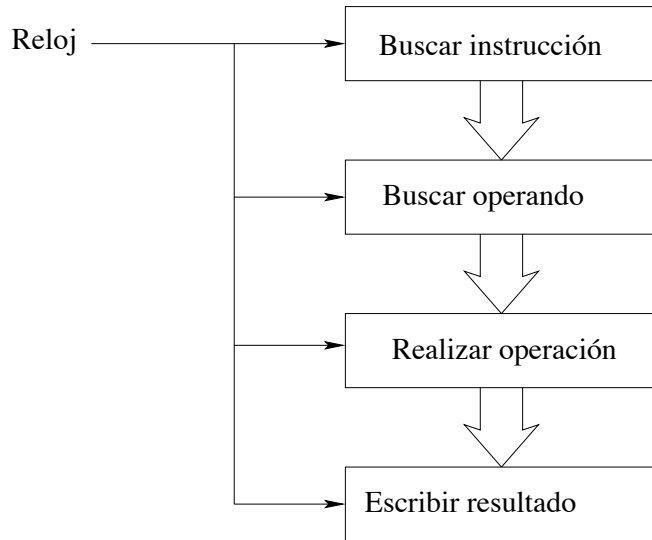 Reloj
Buscar instrucción
Buscar operando
Realizar operación
Escribir resultado